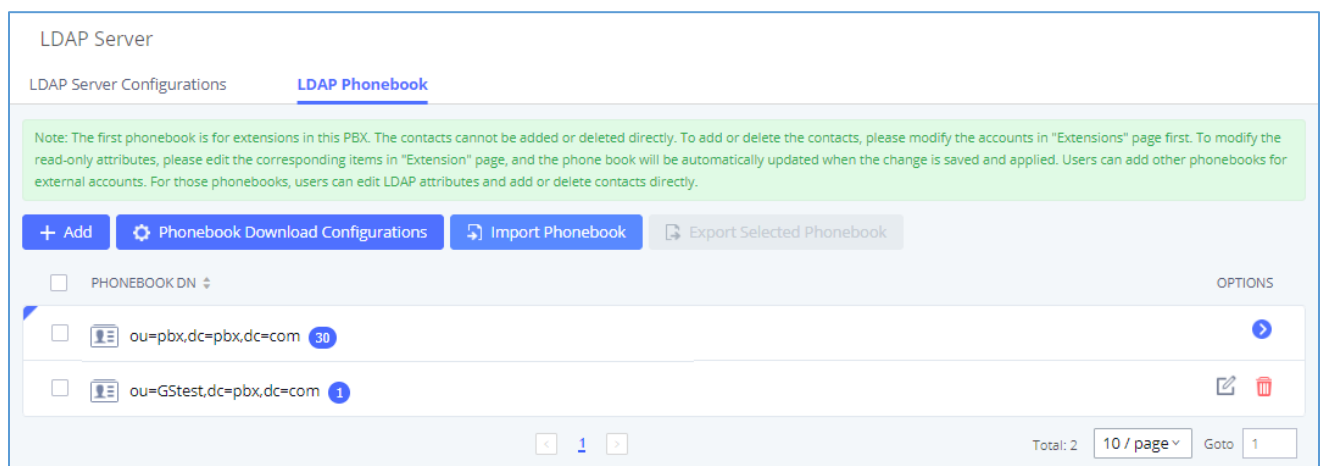 LDAP Server
LDAP Server Configurations LDAP Phonebook
Note: The first phonebook is for extensions in this PBX. The contacts cannot be added or deleted directly. To add or delete the contacts, please modify the accounts in "Extensions" page first. To modify the
read-only attributes, please edit the corresponding items in "Extension" page, and the phone book will be automatically updated when the change is saved and applied. Users can add other phonebooks for
external accounts. For those phonebooks, users can edit LDAP attributes and add or delete contacts directly.
+ Add Phonebook Download Configurations Import Phonebook Export Selected Phonebook
PHONEBOOK DN OPTIONS
ou=pbx,dc=pbx,dc=com 30
ou=GStest,dc=pbx,dc=com 1
< 1 > Total: 2 10 / page Goto 1